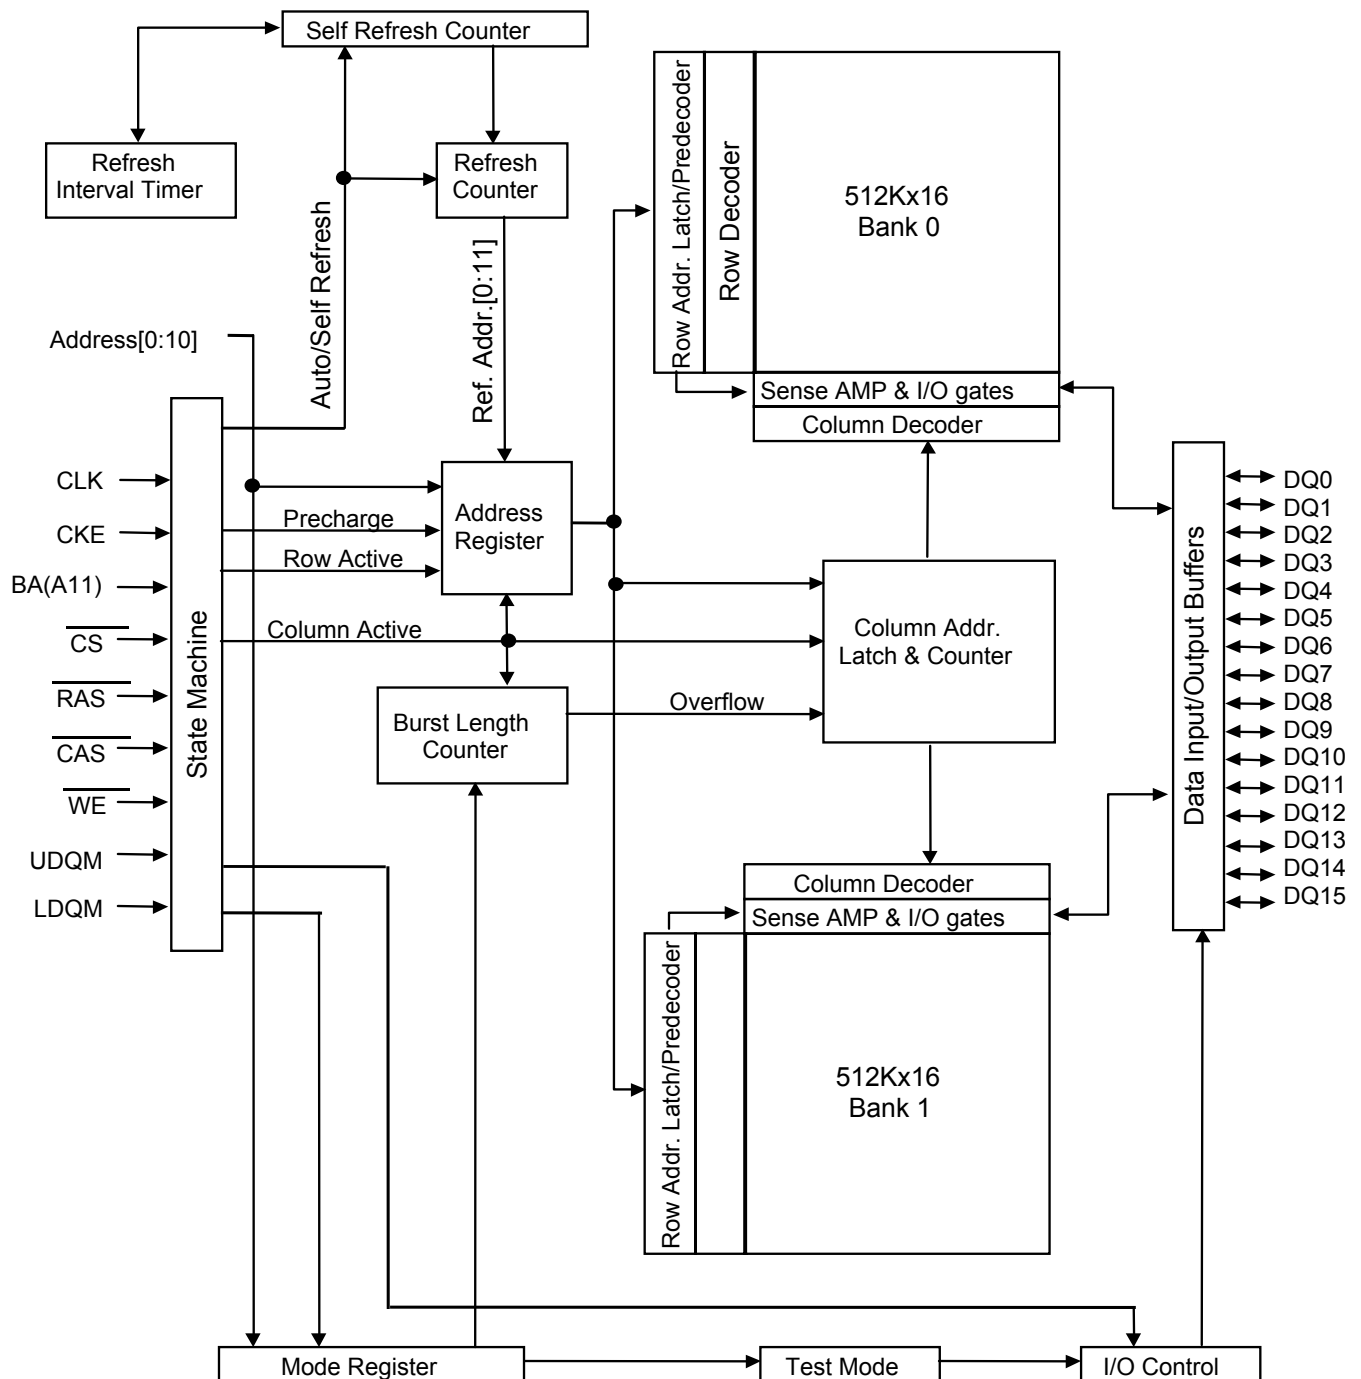 Self Refresh Counter
Refresh
Interval Timer
Refresh
Counter
Auto/Self Refresh
Ref. Addr.[0:11]
Row Addr. Latch/Predecoder
Row Decoder
512Kx16
Bank 0
Sense AMP & I/O gates
Column Decoder
Address[0:10]
CLK
CKE
BA(A11)
CS
RAS
CAS
WE
UDQM
LDQM
State Machine
Precharge
Row Active
Column Active
Address
Register
Burst Length
Counter
Overflow
Column Addr.
Latch & Counter
Data Input/Output Buffers
DQ0
DQ1
DQ2
DQ3
DQ4
DQ5
DQ6
DQ7
DQ8
DQ9
DQ10
DQ11
DQ12
DQ13
DQ14
DQ15
Column Decoder
Sense AMP & I/O gates
Row Addr. Latch/Predecoder
512Kx16
Bank 1
Mode Register
Test Mode
I/O Control